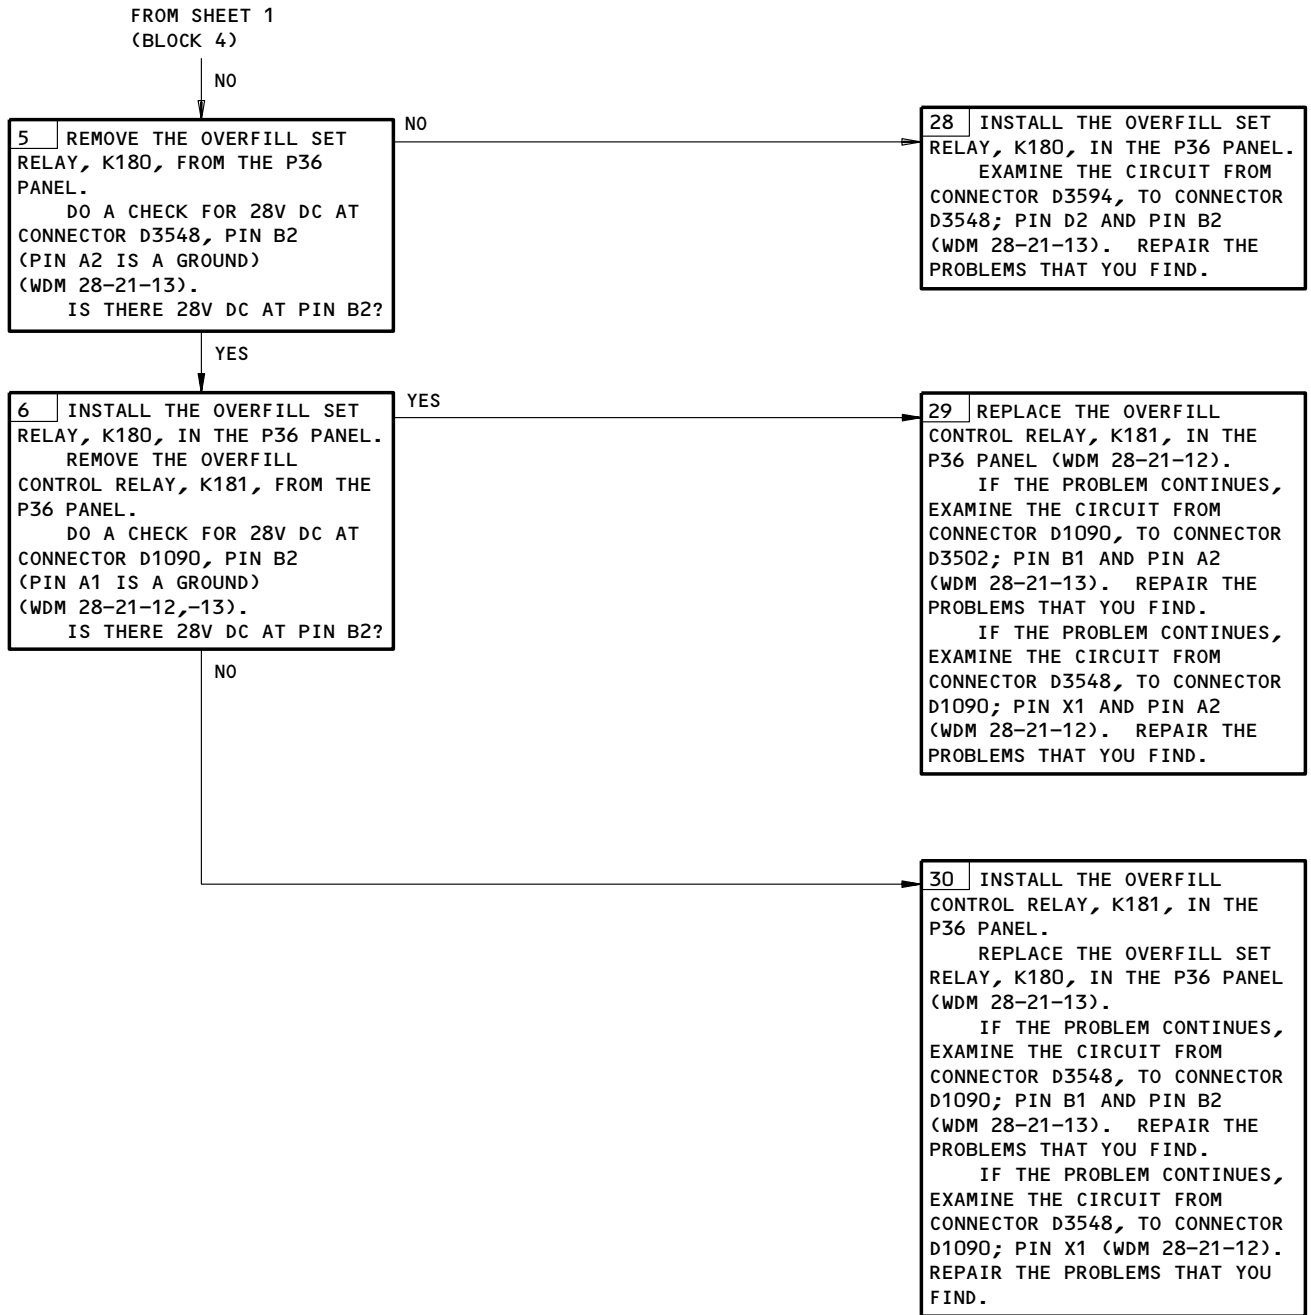 FROM SHEET 1
(BLOCK 4)
NO
5 REMOVE THE OVERFILL SET
RELAY, K180, FROM THE P36
PANEL.
DO A CHECK FOR 28V DC AT
CONNECTOR D3548, PIN B2
(PIN A2 IS A GROUND)
(WDM 28-21-13).
IS THERE 28V DC AT PIN B2?
NO
28 INSTALL THE OVERFILL SET
RELAY, K180, IN THE P36 PANEL.
EXAMINE THE CIRCUIT FROM
CONNECTOR D3594, TO CONNECTOR
D3548; PIN D2 AND PIN B2
(WDM 28-21-13). REPAIR THE
PROBLEMS THAT YOU FIND.
YES
6 INSTALL THE OVERFILL SET
RELAY, K180, IN THE P36 PANEL.
REMOVE THE OVERFILL
CONTROL RELAY, K181, FROM THE
P36 PANEL.
DO A CHECK FOR 28V DC AT
CONNECTOR D1090, PIN B2
(PIN A1 IS A GROUND)
(WDM 28-21-12,-13).
IS THERE 28V DC AT PIN B2?
YES
29 REPLACE THE OVERFILL
CONTROL RELAY, K181, IN THE
P36 PANEL (WDM 28-21-12).
IF THE PROBLEM CONTINUES,
EXAMINE THE CIRCUIT FROM
CONNECTOR D1090, TO CONNECTOR
D3502; PIN B1 AND PIN A2
(WDM 28-21-13). REPAIR THE
PROBLEMS THAT YOU FIND.
IF THE PROBLEM CONTINUES,
EXAMINE THE CIRCUIT FROM
CONNECTOR D3548, TO CONNECTOR
D1090; PIN X1 AND PIN A2
(WDM 28-21-12). REPAIR THE
PROBLEMS THAT YOU FIND.
NO
30 INSTALL THE OVERFILL
CONTROL RELAY, K181, IN THE
P36 PANEL.
REPLACE THE OVERFILL SET
RELAY, K180, IN THE P36 PANEL
(WDM 28-21-13).
IF THE PROBLEM CONTINUES,
EXAMINE THE CIRCUIT FROM
CONNECTOR D3548, TO CONNECTOR
D1090; PIN B1 AND PIN B2
(WDM 28-21-13). REPAIR THE
PROBLEMS THAT YOU FIND.
IF THE PROBLEM CONTINUES,
EXAMINE THE CIRCUIT FROM
CONNECTOR D3548, TO CONNECTOR
D1090; PIN X1 (WDM 28-21-12).
REPAIR THE PROBLEMS THAT YOU
FIND.